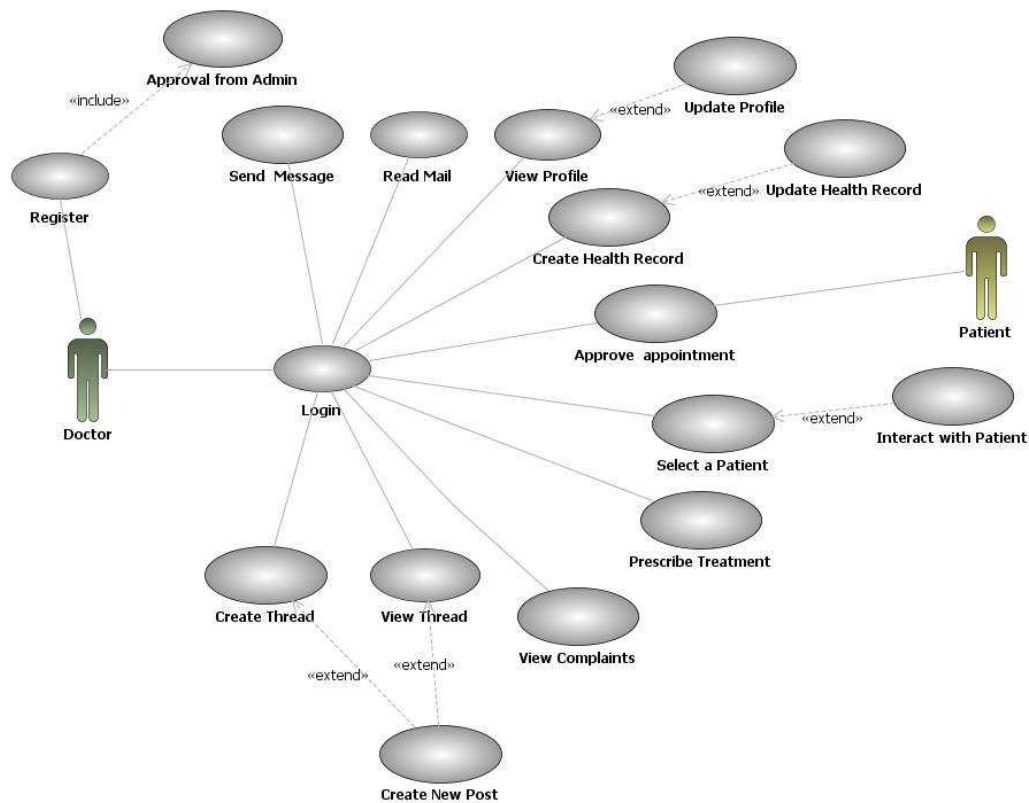 Approval from Admin
«include»
Update Profile
«extend»
Send Message
Read Mail
View Profile
Update Health Record
«extend»
Register
Create Health Record
Patient
Approve appointment
Login
Doctor
Interact with Patient
«extend»
Select a Patient
Prescribe Treatment
Create Thread
View Thread
View Complaints
«extend»
«extend»
Create New Post